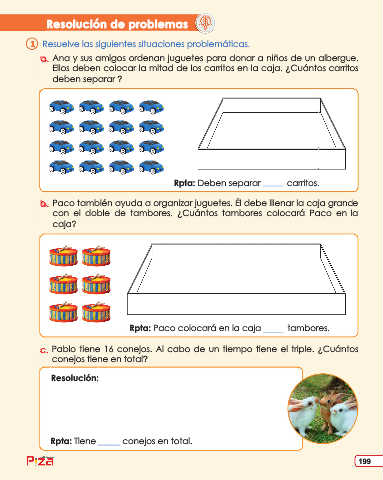 Resolución de problemas
1 Resuelve las siguientes situaciones problemáticas.
a. Ana y sus amigos ordenan juguetes para donar a niños de un albergue.
Ellos deben colocar la mitad de los carritos en la caja. ¿Cuántos carritos
deben separar ?
Rpta: Deben separar _____ carritos.
b. Paco también ayuda a organizar juguetes. Él debe llenar la caja grande
con el doble de tambores. ¿Cuántos tambores colocará Paco en la
caja?
Rpta: Paco colocará en la caja _____ tambores.
c. Pablo tiene 16 conejos. Al cabo de un tiempo tiene el triple. ¿Cuántos
conejos tiene en total?
Resolución:
Rpta: Tiene _____ conejos en total.
Piza
199